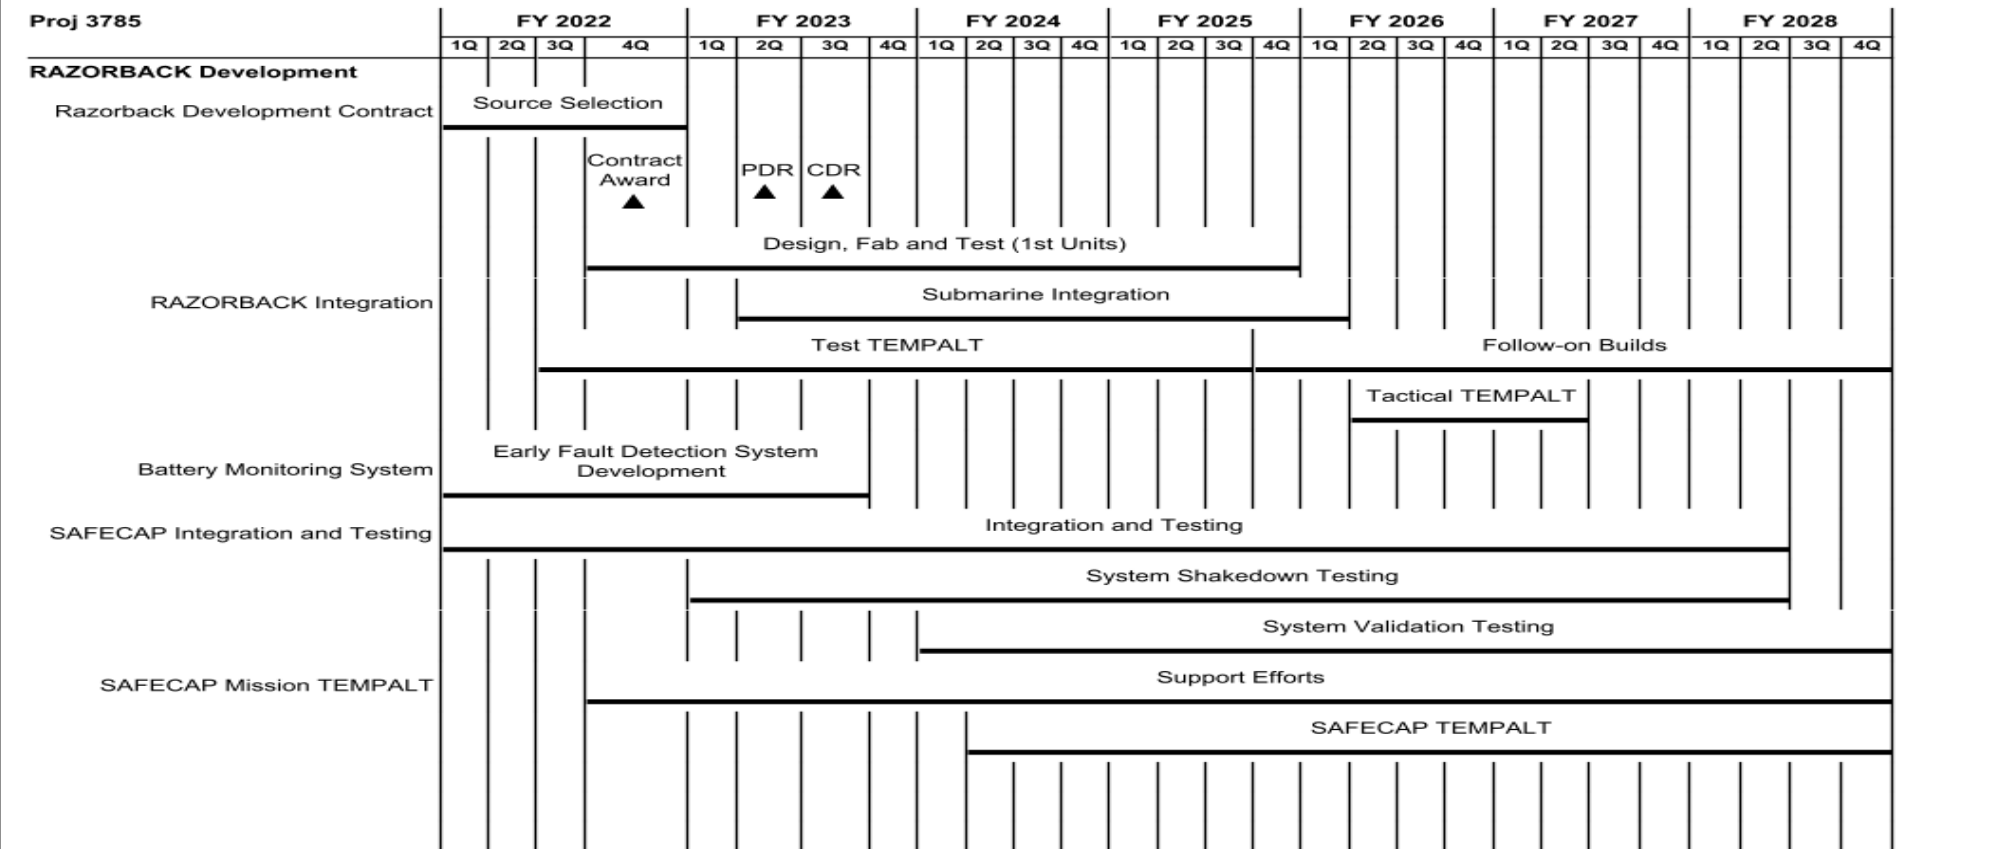 Proj 3785 FY 2022 FY 2023 FY 2024 FY 2025 FY 2026 FY 2027 FY 2028
1Q 2Q 3Q 4Q 1Q 2Q 3Q 4Q 1Q 2Q 3Q 4Q 1Q 2Q 3Q 4Q 1Q 2Q 3Q 4Q 1Q 2Q 3Q 4Q 1Q 2Q 3Q 4Q
RAZORBACK Development
Razorback Development Contract
Source Selection
Contract
Award
PDR CDR
Design, Fab and Test (1st Units)
RAZORBACK Integration
Submarine Integration
Test TEMPALT Follow-on Builds
Tactical TEMPALT
Battery Monitoring System
Early Fault Detection System
Development
SAFECAP Integration and Testing
Integration and Testing
System Shakedown Testing
System Validation Testing
SAFECAP Mission TEMPALT
Support Efforts
SAFECAP TEMPALT